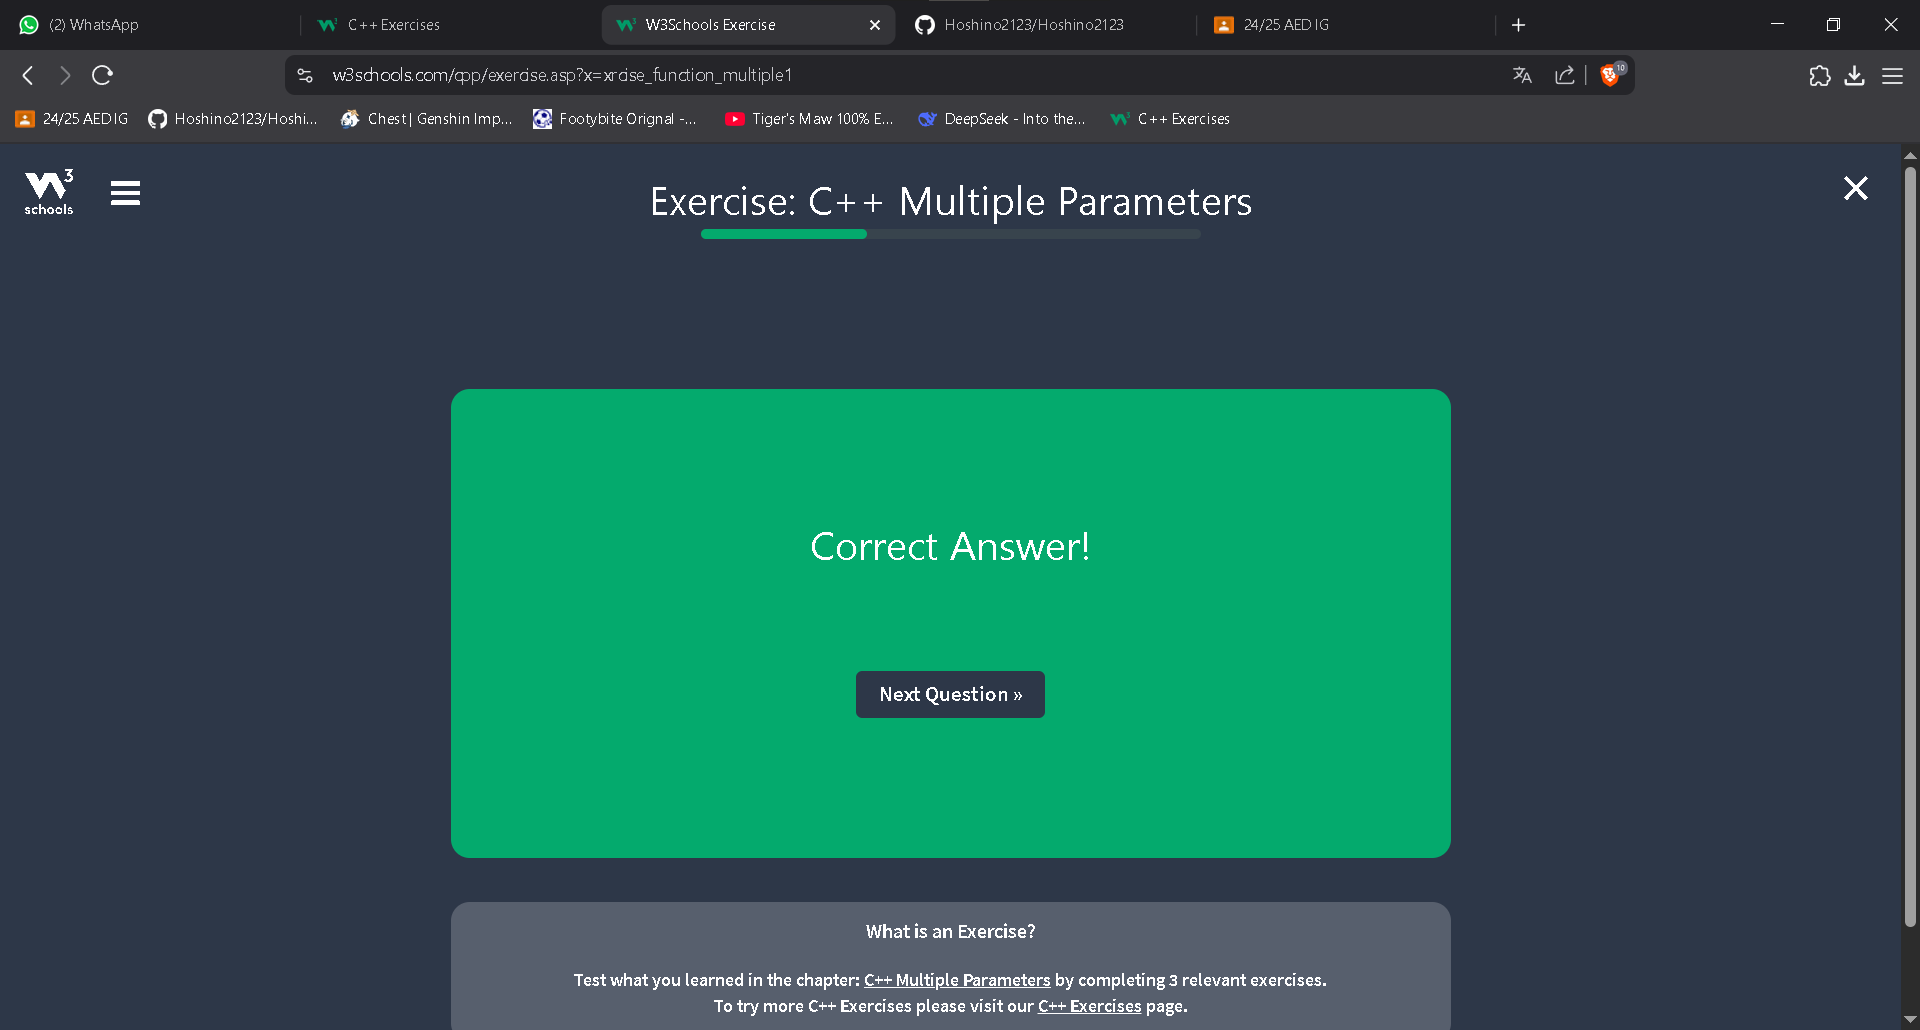 (2) WhatsApp
C++ Exercises
W3Schools Exercise
Hoshino2123/Hoshino2123
24/25 AED IG
w3schools.com/cpp/exercise.asp?x=xrcise_function_multiple1
10
24/25 AED IG
Hoshino2123/Hoshi...
Chest | Genshin Imp...
Footybite Orignal -...
Tiger's Maw 100% E...
DeepSeek - Into the...
C++ Exercises
3
schools
Exercise: C++ Multiple Parameters
Correct Answer!
Next Question »
What is an Exercise?
Test what you learned in the chapter: C++ Multiple Parameters by completing 3 relevant exercises.
To try more C++ Exercises please visit our C++ Exercises page.